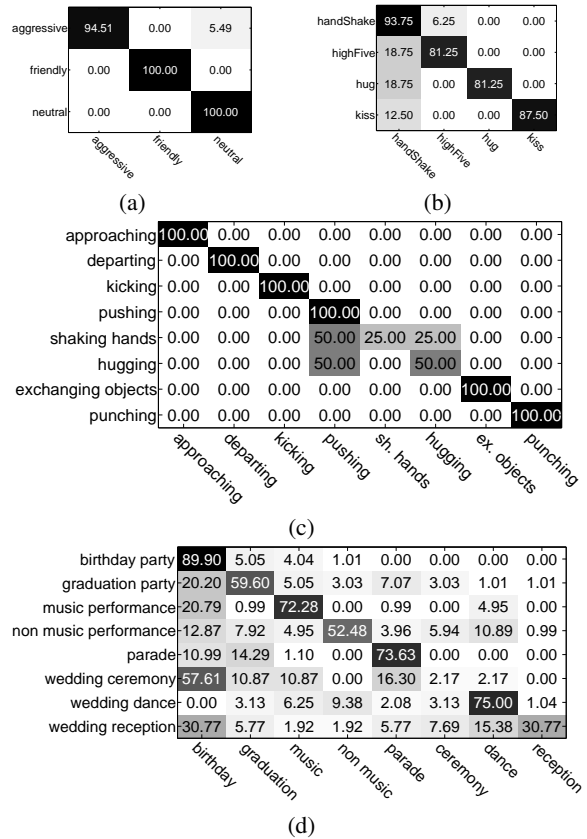 aggressive 94.51 0.00 5.49
friendly 0.00 100.00 0.00
neutral 0.00 0.00 100.00
aggressive friendly neutral
(a)
handShake 93.75 6.25 0.00 0.00
highFive 18.75 81.25 0.00 0.00
hug 18.75 0.00 81.25 0.00
kiss 12.50 0.00 0.00 87.50
handShake highFive hug kiss
(b)
approaching 100.00 0.00 0.00 0.00 0.00 0.00 0.00 0.00
departing 0.00 100.00 0.00 0.00 0.00 0.00 0.00 0.00
kicking 0.00 0.00 100.00 0.00 0.00 0.00 0.00 0.00
pushing 0.00 0.00 0.00 100.00 0.00 0.00 0.00 0.00
shaking hands 0.00 0.00 0.00 50.00 25.00 25.00 0.00 0.00
hugging 0.00 0.00 0.00 50.00 0.00 50.00 0.00 0.00
exchanging objects 0.00 0.00 0.00 0.00 0.00 0.00 100.00 0.00
punching 0.00 0.00 0.00 0.00 0.00 0.00 0.00 100.00
approaching departing kicking pushing sh. hands hugging ex. objects punching
(c)
birthday party 89.90 5.05 4.04 1.01 0.00 0.00 0.00 0.00
graduation party 20.20 59.60 5.05 3.03 7.07 3.03 1.01 1.01
music performance 20.79 0.99 72.28 0.00 0.99 0.00 4.95 0.00
non music performance 12.87 7.92 4.95 52.48 3.96 5.94 10.89 0.99
parade 10.99 14.29 1.10 0.00 73.63 0.00 0.00 0.00
wedding ceremony 57.61 10.87 10.87 0.00 16.30 2.17 2.17 0.00
wedding dance 0.00 3.13 6.25 9.38 2.08 3.13 75.00 1.04
wedding reception 30.77 5.77 1.92 1.92 5.77 7.69 15.38 30.77
birthday graduation music non music parade ceremony dance reception
(d)